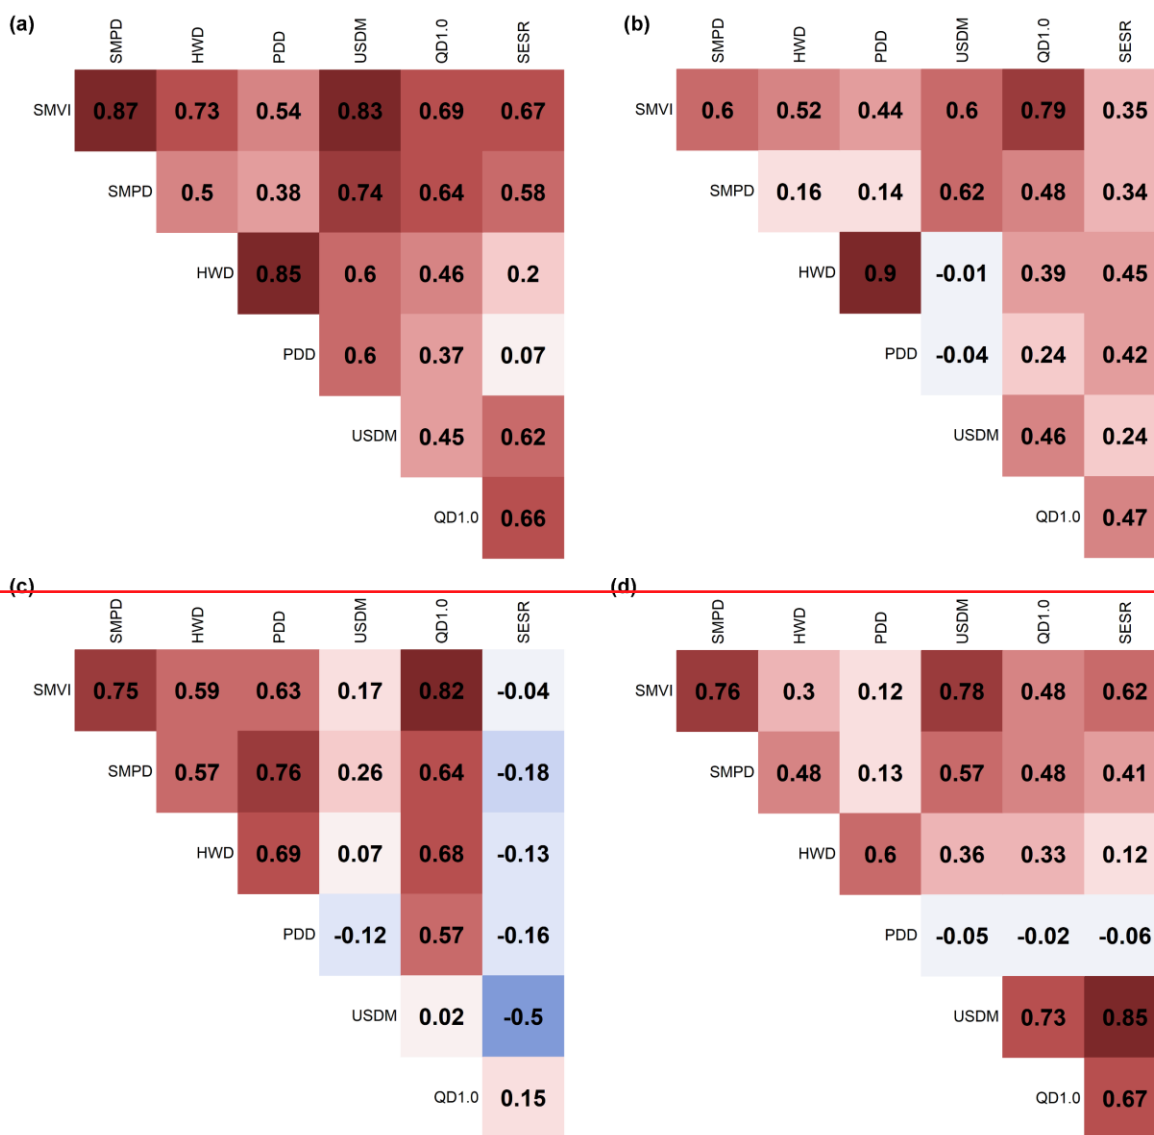 (a) (b)
SMPD HWD PDD USDM QD1.0 SESR SMPD HWD PDD USDM QD1.0 SESR
SMVI 0.87 0.73 0.54 0.83 0.69 0.67 SMVI 0.6 0.52 0.44 0.6 0.79 0.35
SMPD 0.5 0.38 0.74 0.64 0.58 SMPD 0.16 0.14 0.62 0.48 0.34
HWD 0.85 0.6 0.46 0.2 HWD 0.9 -0.01 0.39 0.45
PDD 0.6 0.37 0.07 PDD -0.04 0.24 0.42
USDM 0.45 0.62 USDM 0.46 0.24
QD1.0 0.66 QD1.0 0.47
(c) (d)
SMPD HWD PDD USDM QD1.0 SESR SMPD HWD PDD USDM QD1.0 SESR
SMVI 0.75 0.59 0.63 0.17 0.82 -0.04 SMVI 0.76 0.3 0.12 0.78 0.48 0.62
SMPD 0.57 0.76 0.26 0.64 -0.18 SMPD 0.48 0.13 0.57 0.48 0.41
HWD 0.69 0.07 0.68 -0.13 HWD 0.6 0.36 0.33 0.12
PDD -0.12 0.57 -0.16 PDD -0.05 -0.02 -0.06
USDM 0.02 -0.5 USDM 0.73 0.85
QD1.0 0.15 QD1.0 0.67